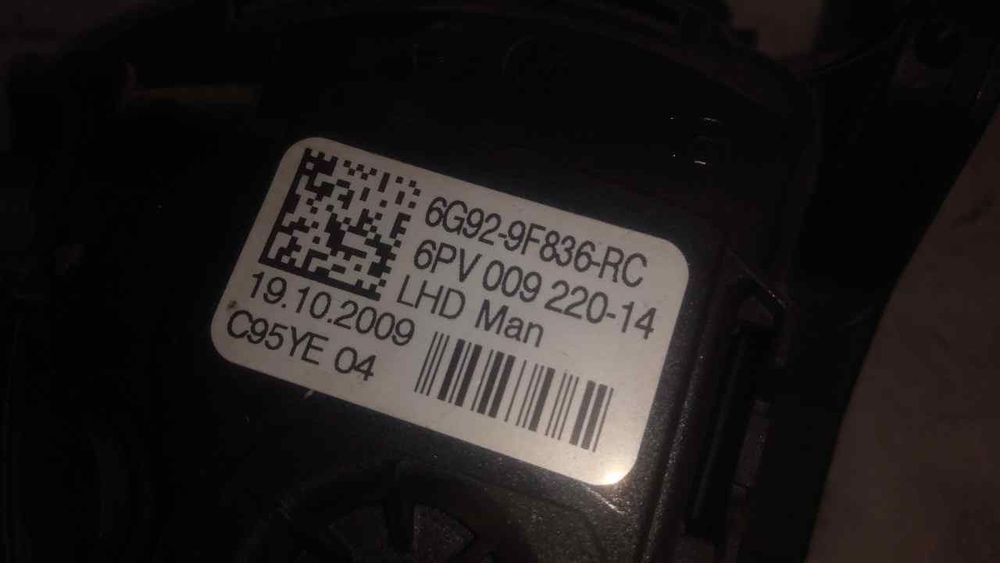 6G92-9F836-RC
6PV 009 220-14
LHD Man
19.10.2009
C95YE 04